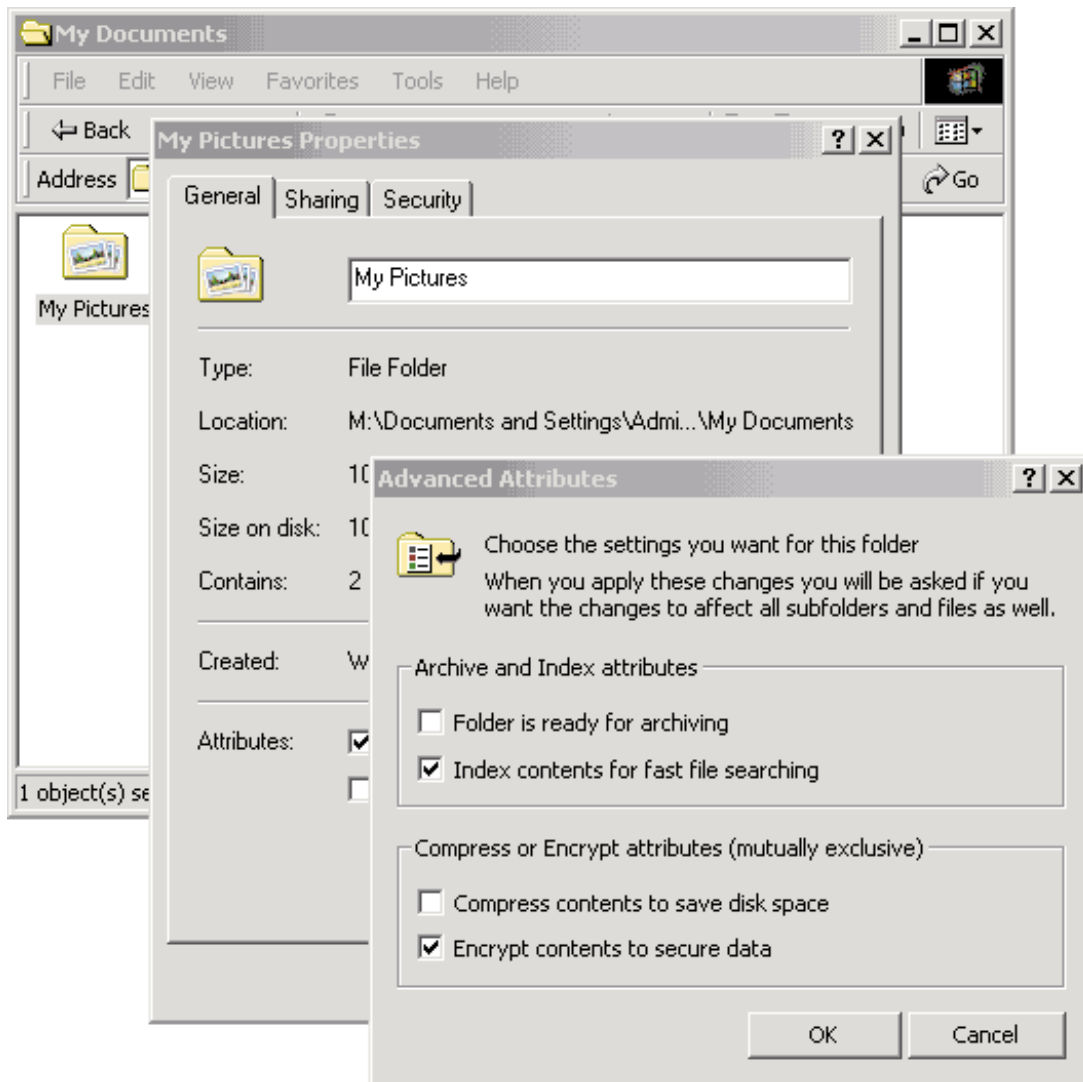 My Documents
File Edit View Favorites Tools Help
Back
My Pictures Properties
Address
Go
General Sharing Security
My Pictures
My Pictures
Type: File Folder
Location: M:\Documents and Settings\Admi...\My Documents
Size: 10
Size on disk: 10
Contains: 2
Created: W
Attributes:
1 object(s) se
Advanced Attributes
Choose the settings you want for this folder
When you apply these changes you will be asked if you
want the changes to affect all subfolders and files as well.
Archive and Index attributes
Folder is ready for archiving
Index contents for fast file searching
Compress or Encrypt attributes (mutually exclusive)
Compress contents to save disk space
Encrypt contents to secure data
OK Cancel